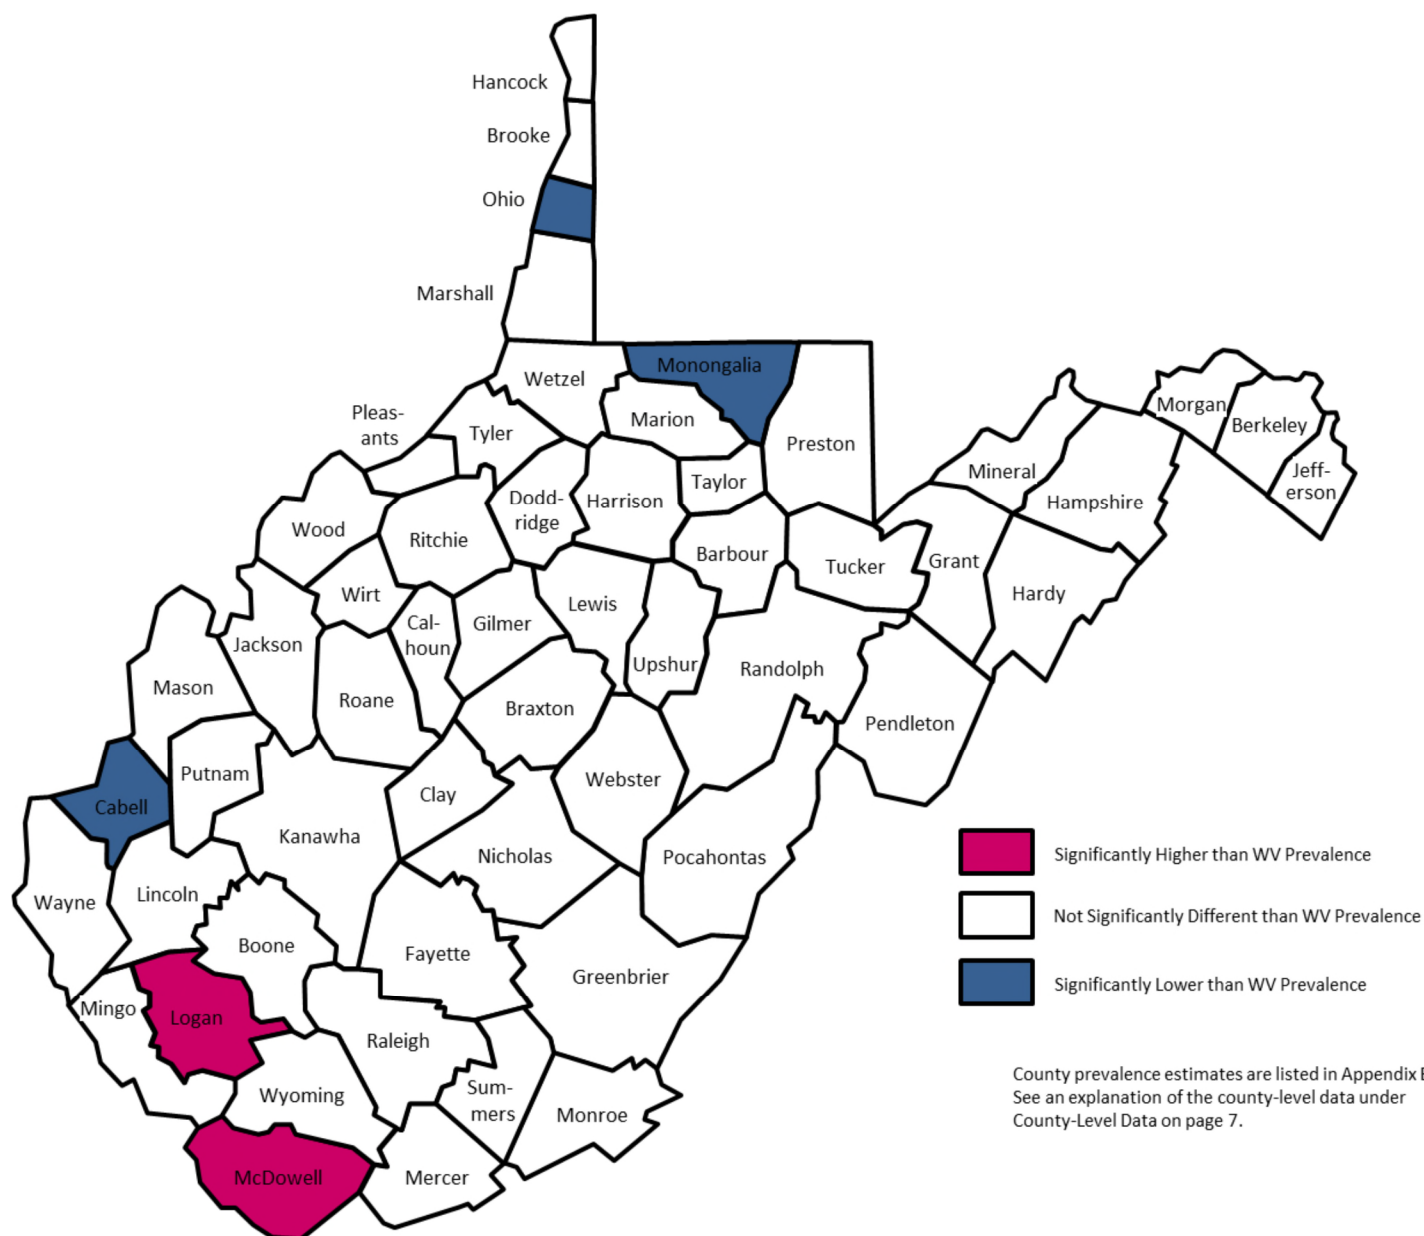 Hancock
Brooke
Ohio
Marshall
Wetzel
Monongalia
Marion
Preston
Pleas-
ants
Tyler
Morgan
Berkeley
Jeff-
erson
Mineral
Hampshire
Wood
Ritchie
Dodd-
ridge
Harrison
Taylor
Barbour
Tucker
Grant
Hardy
Wirt
Cal-
houn
Gilmer
Lewis
Upshur
Randolph
Jackson
Mason
Roane
Braxton
Pendleton
Putnam
Cabell
Clay
Webster
Kanawha
Nicholas
Pocahontas
Wayne
Lincoln
Boone
Fayette
Greenbrier
Mingo
Logan
Raleigh
Wyoming
Sum-
mers
Monroe
McDowell
Mercer
Significantly Higher than WV Prevalence
Not Significantly Different than WV Prevalence
Significantly Lower than WV Prevalence
County prevalence estimates are listed in Appendix
See an explanation of the county-level data under
County-Level Data on page 7.